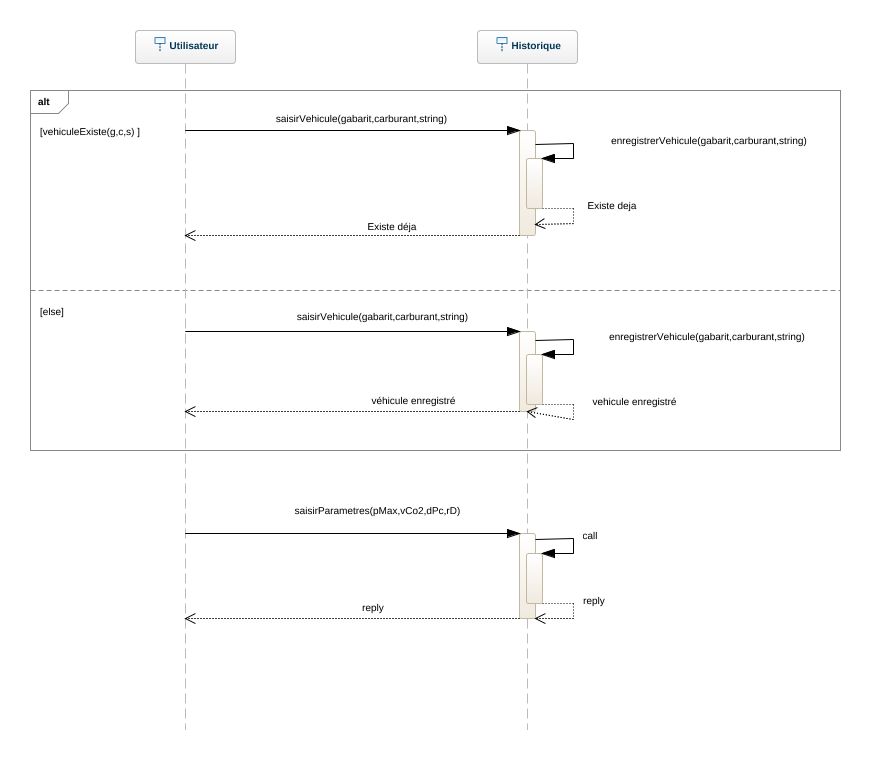 Utilisateur
Historique
alt
[vehiculeExiste(g,c,s) ]
saisirVehicule(gabarit,carburant,string)
enregistrerVehicule(gabarit,carburant,string)
Existe deja
Existe déja
[else]
saisirVehicule(gabarit,carburant,string)
enregistrerVehicule(gabarit,carburant,string)
véhicule enregistré
vehicule enregistré
saisirParametres(pMax,vCo2,dPc,rD)
call
reply
reply